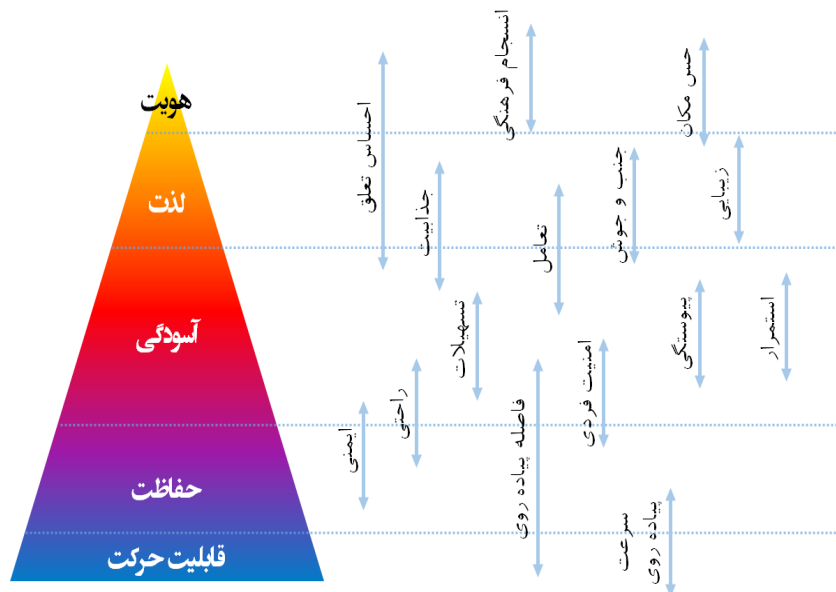 هویت
لذت
آسودگی
حفاظت
قابلیت حرکت
حس مکان
انسجام فرهنگی
احساس تعلق
زیبایی
جنب و جوش
تعامل
جذابیت
استمرار
پیوستگی
امنیت فردی
تسهیلات
فاصله پیاده روی
راحتی
ایمنی
سرعت
پیاده روی